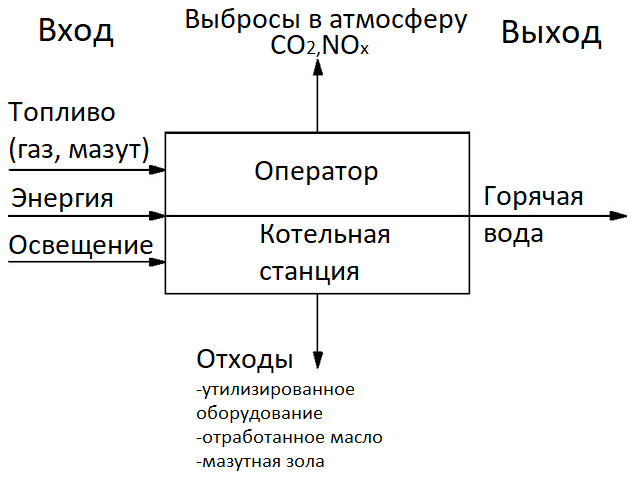 Вход
Выбросы в атмосферу
CO2,NOx
Выход
Топливо
(газ, мазут)
Оператор
Энергия
Горячая
вода
Освещение
Котельная
станция
Отходы
-утилизированное
оборудование
-отработанное масло
-мазутная зола